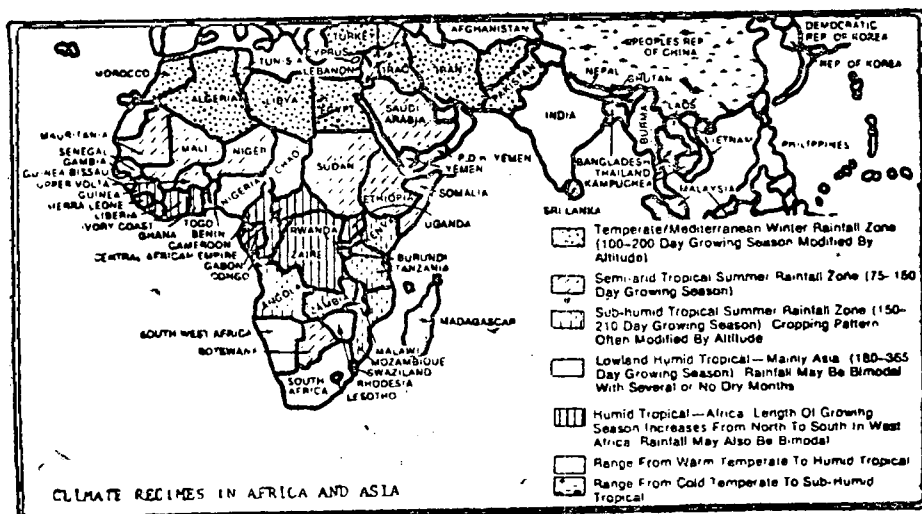 TURKEY
AFGHANISTAN
PEOPLES REP
OF CHINA
DEMOCRATIC
REP OF KOREA
REP OF KOREA
CYPRUS
TUNISIA
LEBANON
IRAQ
IRAN
MOROCCO
ALGERIA
LIBYA
EGYPT
SAUDI
ARABIA
PAKISTAN
NEPAL
BHUTAN
INDIA
BURMA
LAOS
VIETNAM
PHILIPPINES
MAURITANIA
SENEGAL
GAMBIA
GUINEA BISSAU
UPPER VOLTA
GUINEA
SIERRA LEONE
LIBERIA
IVORY COAST
GHANA
TOGO
BENIN
CAMEROON
CENTRAL AFRICAN EMPIRE
GABON
CONGO
MALI
NIGER
CHAD
NIGERIA
SUDAN
ETHIOPIA
P.D.R. YEMEN
YEMEN
SOMALIA
UGANDA
KENYA
RWANDA
ZAIRE
BURUNDI
TANZANIA
BANGLADESH
THAILAND
KAMPUCHEA
MALAYSIA
SRI LANKA
ANGOLA
ZAMBIA
MADAGASCAR
SOUTH WEST AFRICA
BOTSWANA
SOUTH
AFRICA
MALAWI
MOZAMBIQUE
SWAZILAND
RHODESIA
LESOTHO
Temperate/Mediterranean Winter Rainfall Zone
(100-200 Day Growing Season Modified By
Altitude)
Semi-arid Tropical Summer Rainfall Zone (75-150
Day Growing Season)
Sub-humid Tropical Summer Rainfall Zone (150-
210 Day Growing Season) Cropping Pattern
Often Modified By Altitude
Lowland Humid Tropical—Mainly Asia (180-365
Day Growing Season) Rainfall May Be Bimodal
With Several or No Dry Months
Humid Tropical—Africa Length Of Growing
Season Increases From North To South In West
Africa Rainfall May Also Be Bimodal
Range From Warm Temperate To Humid Tropical
Range From Cold Temperate To Sub-Humid
Tropical
CLIMATE REGIMES IN AFRICA AND ASIA